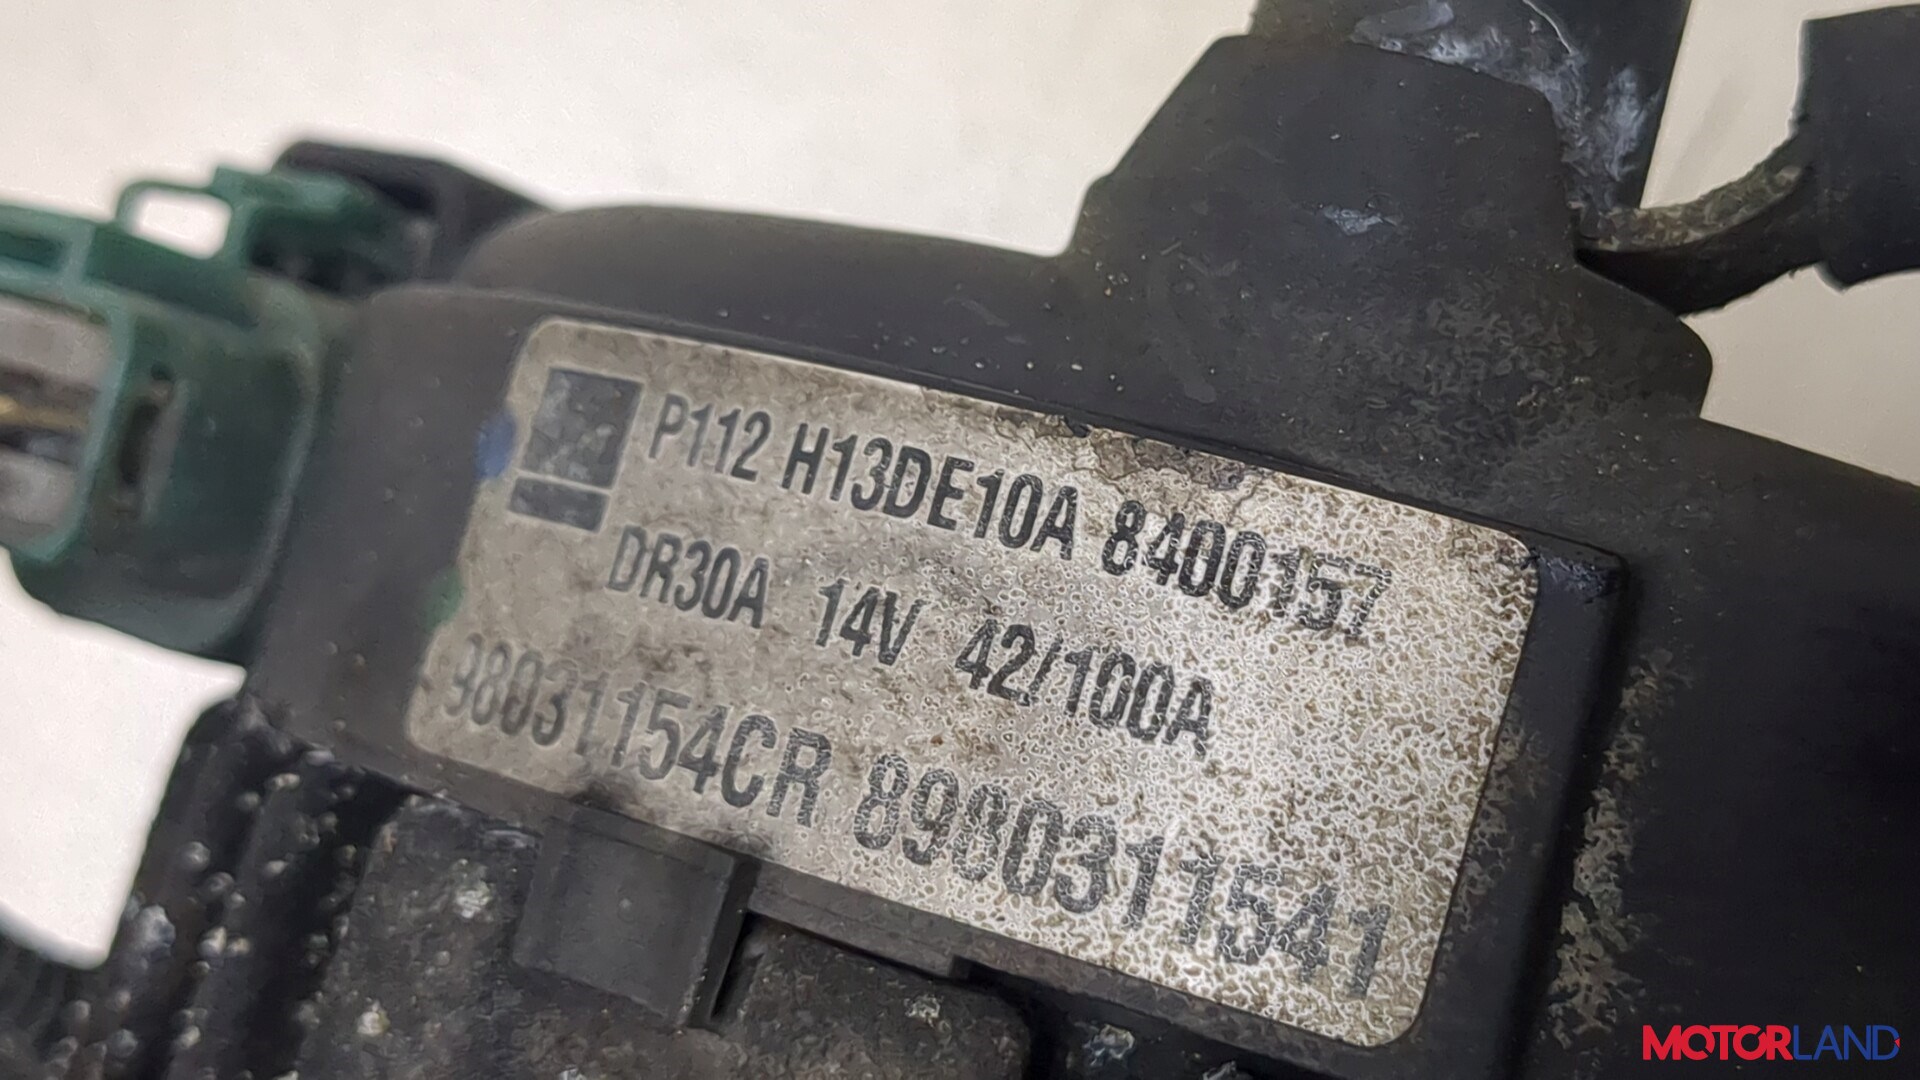 P112 H13DE10A 8400157
DR30A 14V 42/100A
98031154CR 8980311541
MOTORLAND